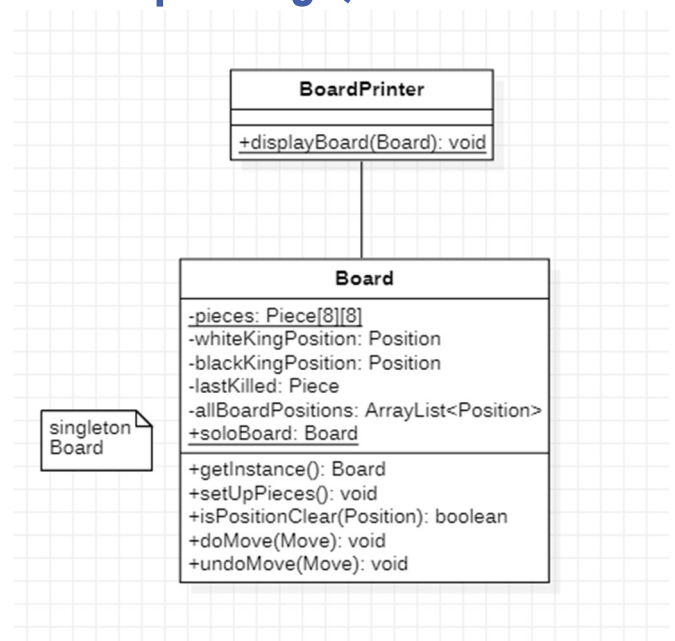 BoardPrinter
+displayBoard(Board): void
Board
-pieces: Piece[8][8]
-whiteKingPosition: Position
-blackKingPosition: Position
-lastKilled: Piece
-allBoardPositions: ArrayList<Position>
+soloBoard: Board
singleton
Board
+getInstance(): Board
+setUpPieces(): void
+isPositionClear(Position): boolean
+doMove(Move): void
+undoMove(Move): void